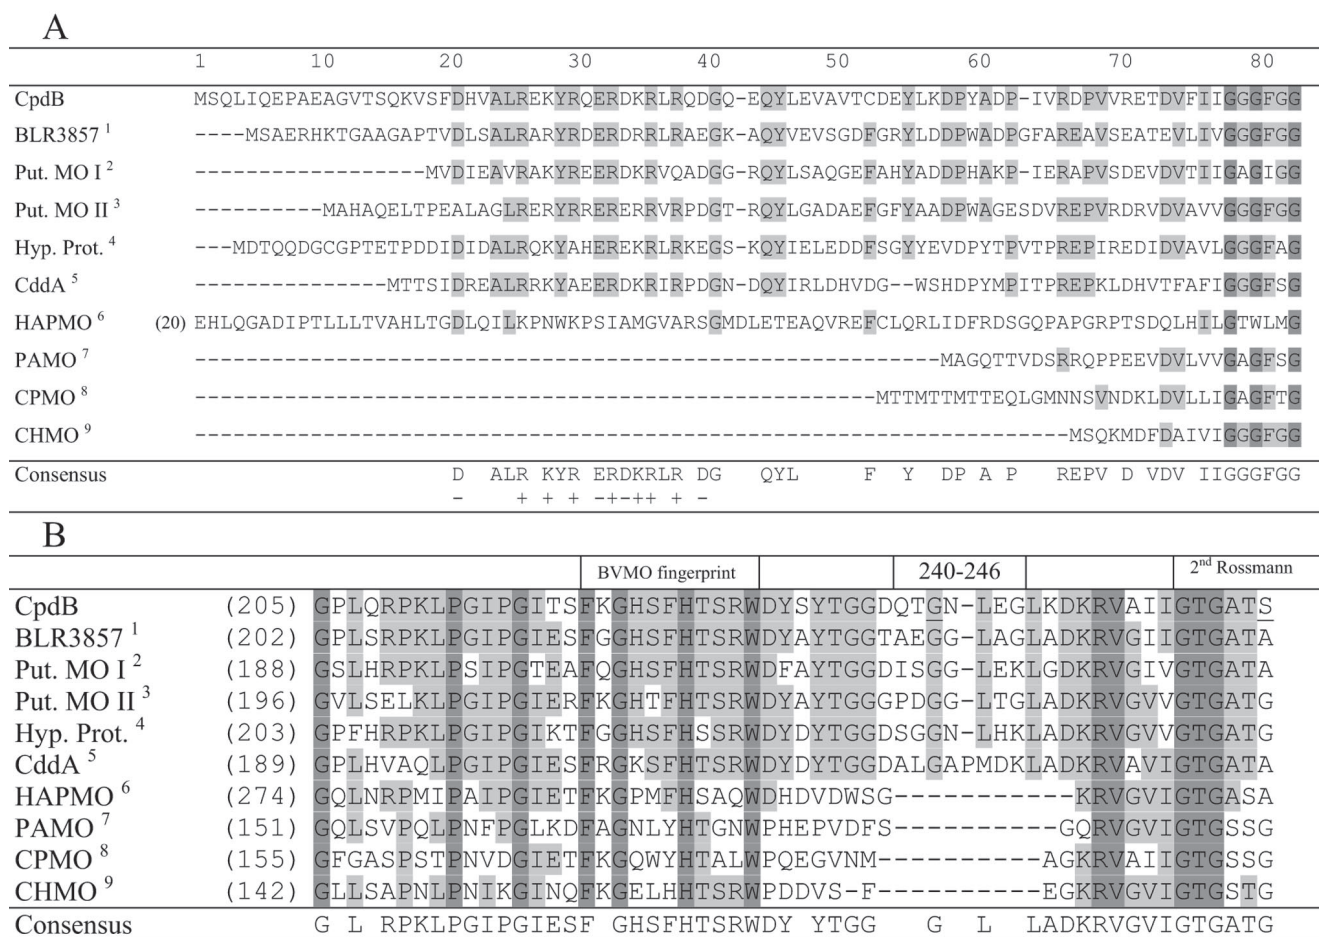 A
1 10 20 30 40 50 60 70 80
CpdB MSQLIQEPAEAGVTSQKVSFDHVALREKYRQERDKRLRQDGQ-EQYLEVAVTCDEYLKDPYADP-IVRDPVVRETDVFIIGGGFGG
BLR3857 1 ----MSAERHKTGAAGAPTVDLSALRARYRDERDRRLRAEGK-AQYVEVSGDFGRYLDDPWADPGFAREAVSEATEVLIVGGGFGG
Put. MO I 2 ------------------MVDIEAVRAKYREERDKRVQADGG-RQYLSAQGEFAHYADDPHAKP-IERAPVSDEVDVTIIGAGIGG
Put. MO II 3 ----------MAHAQELTPEALAGLRERYRRERERRVRPDGT-RQYLGADAEFGFYAADPWAGESDVREPVRDRVDVAVVGGGFGG
Hyp. Prot. 4 ---MDTQQDGCGPTETPDDIDIDALRQKYAHEREKRLRKEGS-KQYIELEDDFSGYYEVDPYTPVTPREPIREDIDVAVLGGGFAG
CddA 5 ---------------MTTSIDREALRRKYAEERDKRIRPDGN-DQYIRLDHVDG--WSHDPYMPITPREPKLDHVTFAFIGGGFSG
HAPMO 6 (20) EHLQGADIPTLLLTVAHLTGDLQILKPNWKPSIAMGVARSGMDLETEAQVREFCLQRLIDFRDSGQPAPGRPTSDQLHILGTWLMG
PAMO 7 ----------------------------------------------------------MAGQTTVDSRRQPPEEVDVLVVGAGFSG
CPMO 8 -----------------------------------------------------MTTMTTMTTEQLGMNNSVNDKLDVLLIGAGFTG
CHMO 9 --------------------------------------------------------------------MSQKMDFDAIVIGGGFGG
Consensus D ALR KYR ERDKRLR DG QYL F Y DP A P REPV D VDV IIGGGFGG
- + + + -+-++ + -
B
BVMO fingerprint 240-246 2nd Rossmann
CpdB (205) GPLQRPKLPGIPGITSFKGHSFHTSRWDYSYTGGDQTGN-LEGLKDKRVAIIGTGATS
BLR3857 1 (202) GPLSRPKLPGIPGIESFGGHSFHTSRWDYAYTGGTAEGG-LAGLADKRVGIIGTGATA
Put. MO I 2 (188) GSLHRPKLPSIPGTEAFQGHSFHTSRWDFAYTGGDISGG-LEKLGDKRVGIVGTGATA
Put. MO II 3 (196) GVLSELKLPGIPGIERFKGHTFHTSRWDYAYTGGGPDGG-LTGLADKRVGVVGTGATG
Hyp. Prot. 4 (203) GPFHRPKLPGIPGIKTFGGHSFHSSRWDYDYTGGDSGGN-LHKLADKRVGVVGTGATG
CddA 5 (189) GPLHVAQLPGIPGIESFRGKSFHTSRWDYDYTGGDALGAPMDKLADKRVAVIGTGATA
HAPMO 6 (274) GQLNRPMIPAIPGIETFKGPMFHSAQWDHDVDWSG-----------KRVGVIGTGASA
PAMO 7 (151) GQLSVPQLPNFPGLKDFAGNLYHTGNWPHEPVDFS----------GQRVGVIGTGSSG
CPMO 8 (155) GFGASPSTPNVDGIETFKGQWYHTALWPQEGVNM----------AGKRVAIIGTGSSG
CHMO 9 (142) GLLSAPNLPNIKGINQFKGELHHTSRWPDDVS-F----------EGKRVGVIGTGSTG
Consensus G L RPKLPGIPGIESF GHSFHTSRWDY YTGG G L LADKRVGVIGTGATG